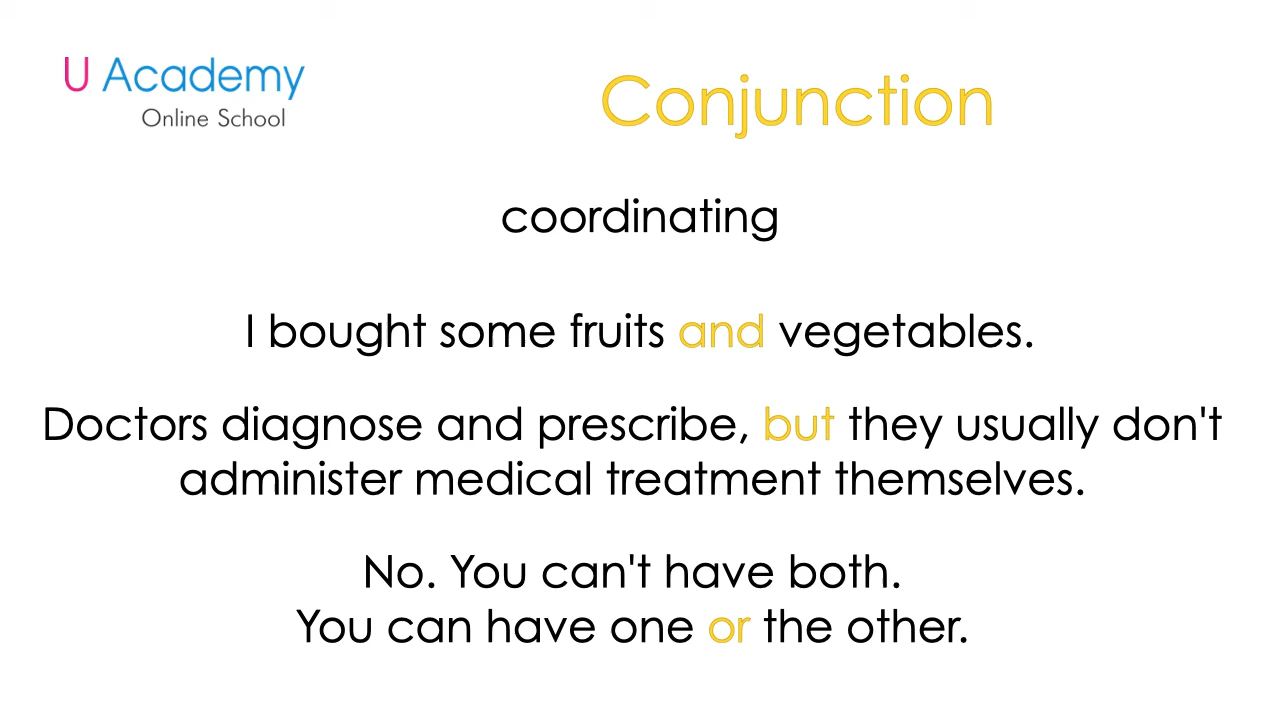 U Academy
Online School
Conjunction
coordinating
I bought some fruits and vegetables.
Doctors diagnose and prescribe, but they usually don't
administer medical treatment themselves.
No. You can't have both.
You can have one or the other.